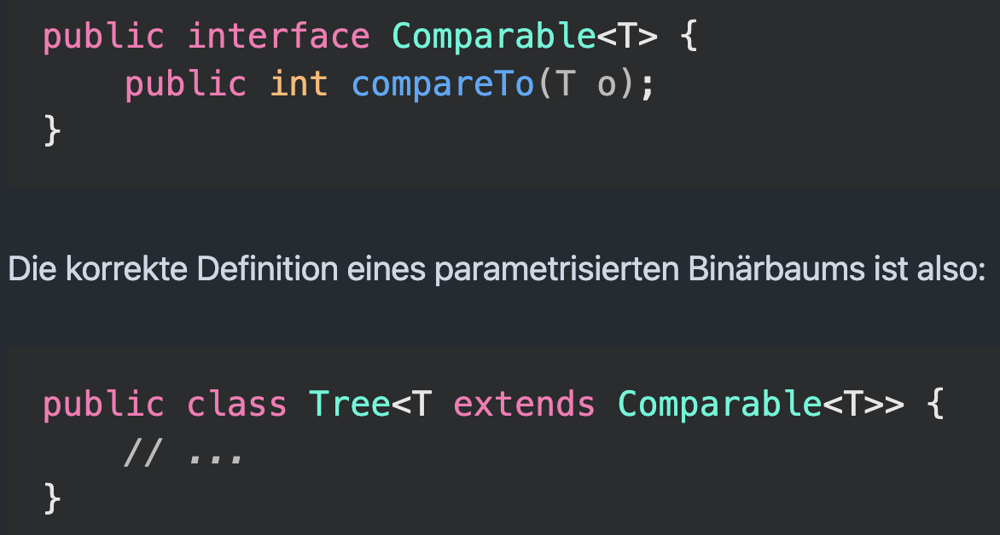 public interface Comparable<T> {
    public int compareTo(T o);
}
Die korrekte Definition eines parametrisierten Binärbaums ist also:
public class Tree<T extends Comparable<T>> {
    // ...
}